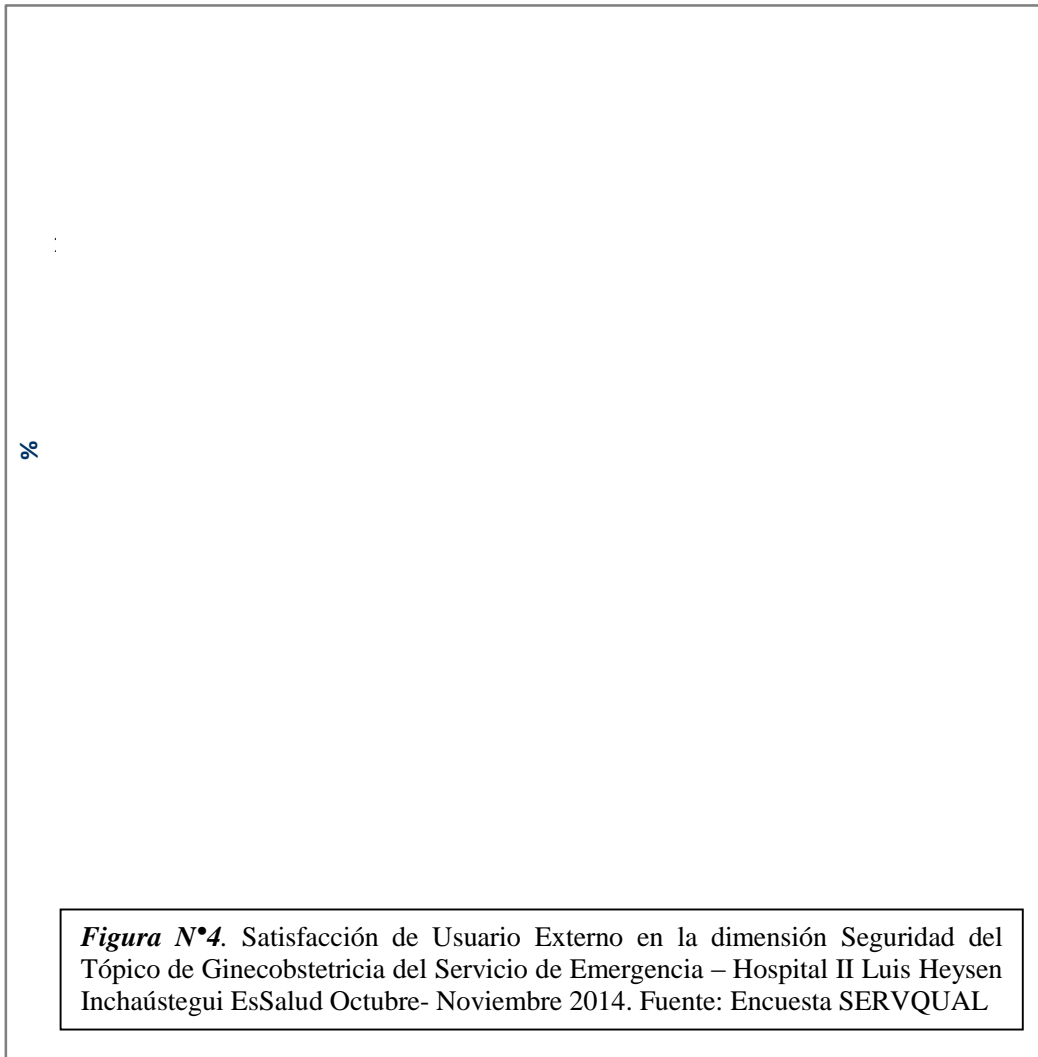 %
Figura N°4. Satisfacción de Usuario Externo en la dimensión Seguridad del
Tópico de Ginecobstetricia del Servicio de Emergencia – Hospital II Luis Heysen
Inchaústegui EsSalud Octubre- Noviembre 2014. Fuente: Encuesta SERVQUAL